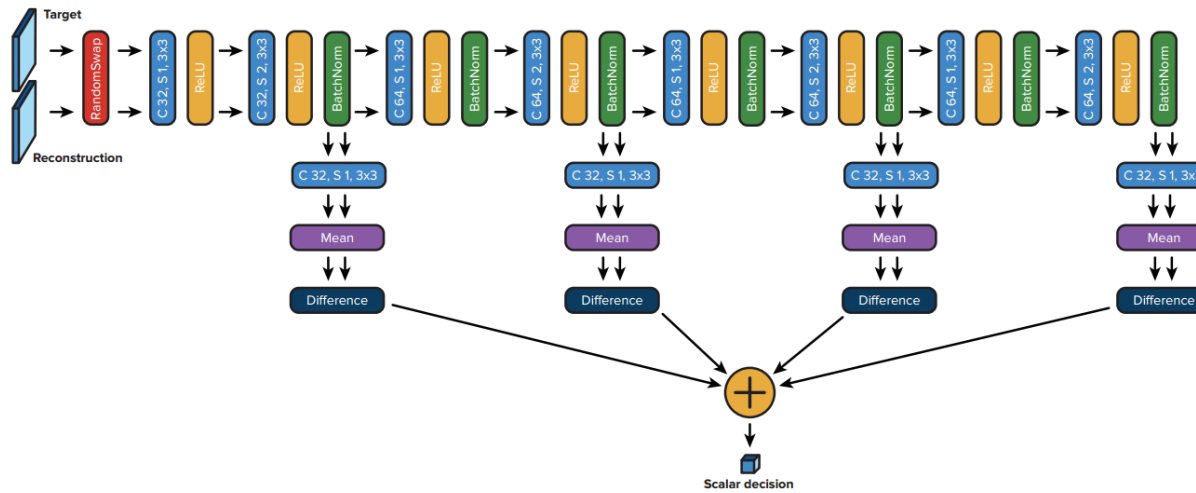 Target
Reconstruction
RandomSwap
C 32, S 1, 3x3
ReLU
C 32, S 2, 3x3
ReLU
BatchNorm
C 64, S 1, 3x3
ReLU
BatchNorm
C 64, S 2, 3x3
ReLU
BatchNorm
C 64, S 1, 3x3
ReLU
BatchNorm
C 64, S 2, 3x3
ReLU
BatchNorm
C 64, S 1, 3x3
ReLU
BatchNorm
C 64, S 2, 3x3
ReLU
BatchNorm
C 32, S 1, 3x3
C 32, S 1, 3x3
C 32, S 1, 3x3
C 32, S 1, 3x3
Mean
Mean
Mean
Mean
Difference
Difference
Difference
Difference
Scalar decision